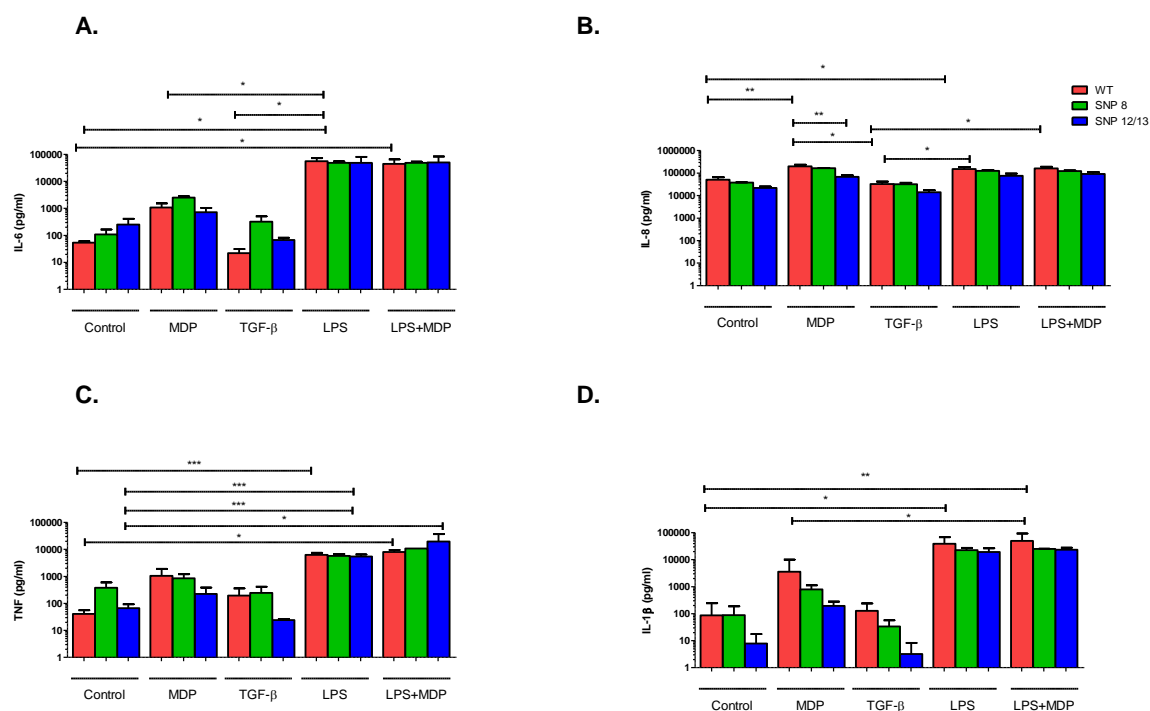 A.
*
*
*
*
100000
10000
1000
100
10
1
IL-6 (pg/ml)
Control MDP TGF-β LPS LPS+MDP
B.
*
**
**
*
*
*
WT
SNP 8
SNP 12/13
1000000
100000
10000
1000
100
10
1
IL-8 (pg/ml)
Control MDP TGF-β LPS LPS+MDP
C.
***
***
***
*
*
100000
10000
1000
100
10
1
TNF (pg/ml)
Control MDP TGF-β LPS LPS+MDP
D.
**
*
*
100000
10000
1000
100
10
1
IL-1β (pg/ml)
Control MDP TGF-β LPS LPS+MDP